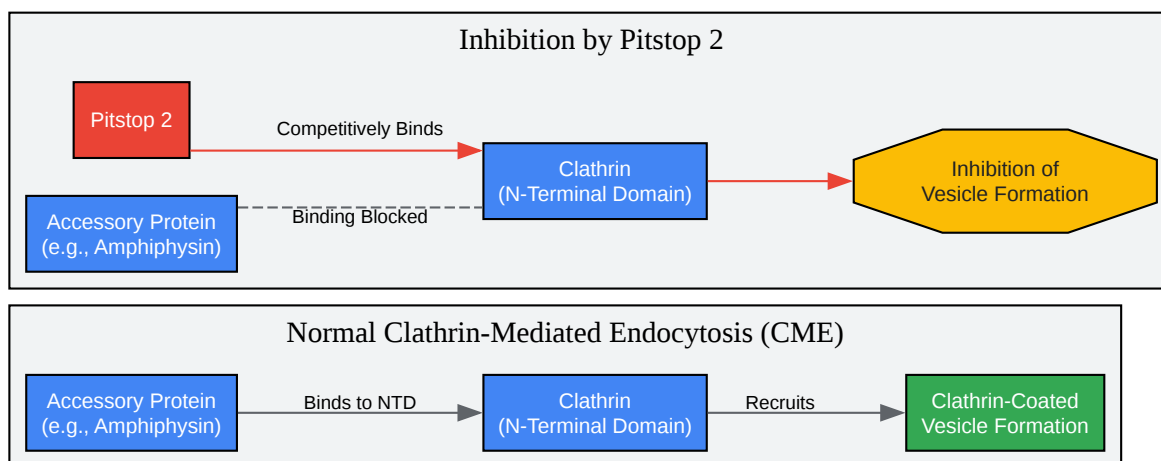 Inhibition by Pitstop 2
Pitstop 2
Competitively Binds
Clathrin
(N-Terminal Domain)
Inhibition of
Vesicle Formation
Accessory Protein
(e.g., Amphiphysin)
Binding Blocked
Normal Clathrin-Mediated Endocytosis (CME)
Accessory Protein
(e.g., Amphiphysin)
Binds to NTD
Clathrin
(N-Terminal Domain)
Recruits
Clathrin-Coated
Vesicle Formation